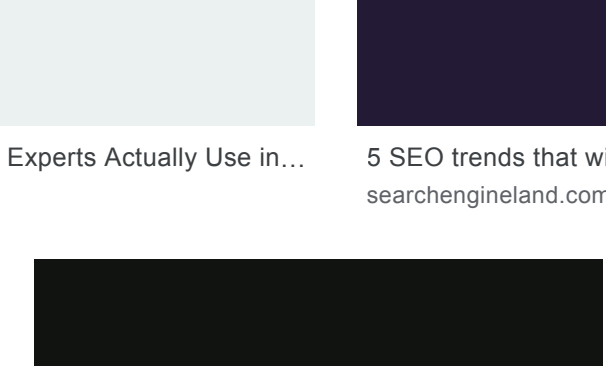 Experts Actually Use in…
5 SEO trends that wi
searchengineland.com